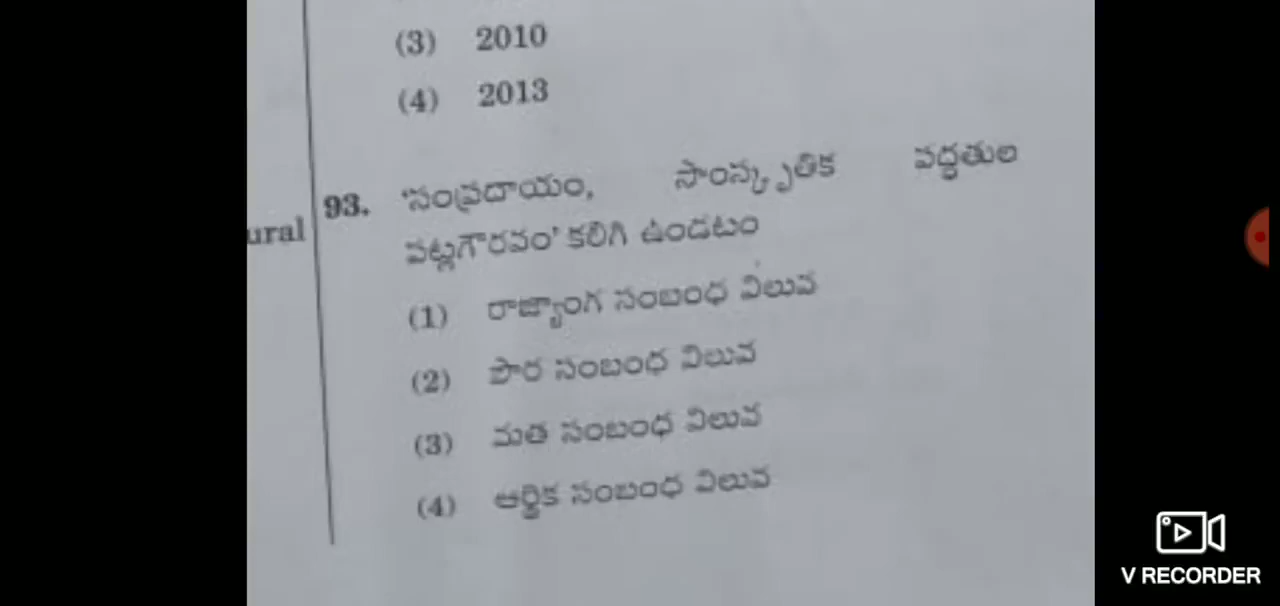 (3) 2010
(4) 2013
ural
93. 'సంప్రదాయం, సాంస్కృతిక పద్ధతుల
పట్లగౌరవం' కలిగి ఉండటం
(1) రాజ్యాంగ సంబంధ విలువ
(2) పౌర సంబంధ విలువ
(3) మత సంబంధ విలువ
(4) ఆర్థిక సంబంధ విలువ
V RECORDER